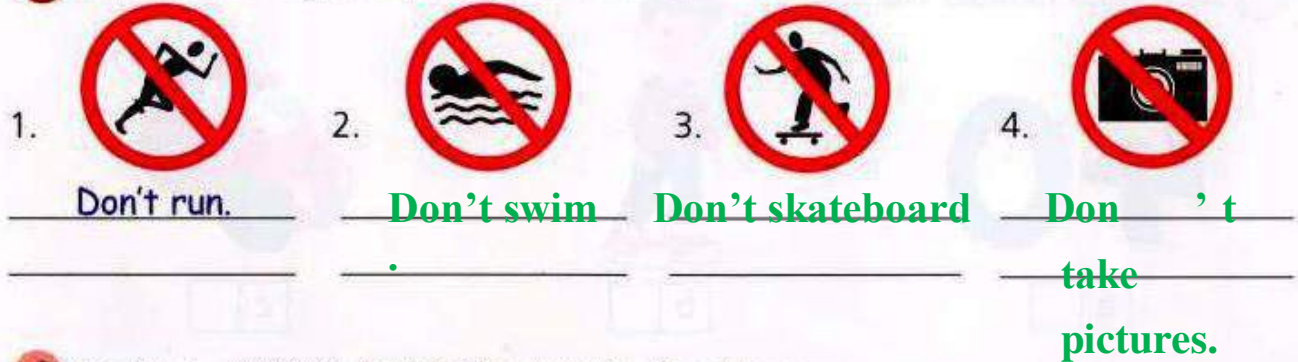 1. 2. 3. 4.
Don't run. Don’t swim Don’t skateboard Don ’ t
. take
pictures.